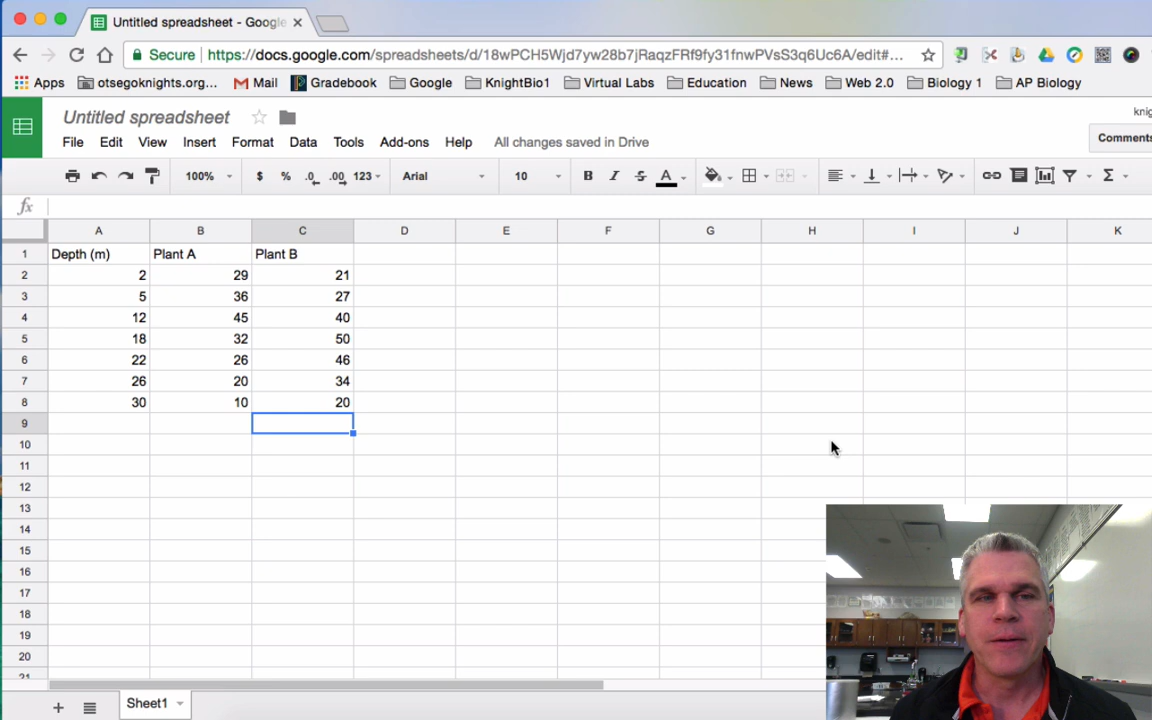 Untitled spreadsheet - Google
Secure https://docs.google.com/spreadsheets/d/18wPCH5Wjd7yw28b7jRaqzFRf9fy31fnwPVsS3q6Uc6A/edit#...
Apps otsegoknights.org... Mail Gradebook Google KnightBio1 Virtual Labs Education News Web 2.0 Biology 1 AP Biology
Untitled spreadsheet
knig
File Edit View Insert Format Data Tools Add-ons Help All changes saved in Drive Comments
100% $ % .0 .00 123 Arial 10 B I S A Σ
fx
A B C D E F G H I J K
1 Depth (m) Plant A Plant B
2 2 29 21
3 5 36 27
4 12 45 40
5 18 32 50
6 22 26 46
7 26 20 34
8 30 10 20
9
10
11
12
13
14
15
16
17
18
19
20
21
+ Sheet1